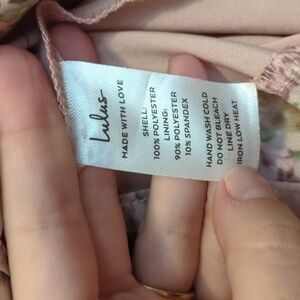 Lulus
MADE WITH LOVE
SHELL:
100% POLYESTER
LINING:
90% POLYESTER
10% SPANDEX
HAND WASH COLD
DO NOT BLEACH
LINE DRY
IRON LOW HEAT